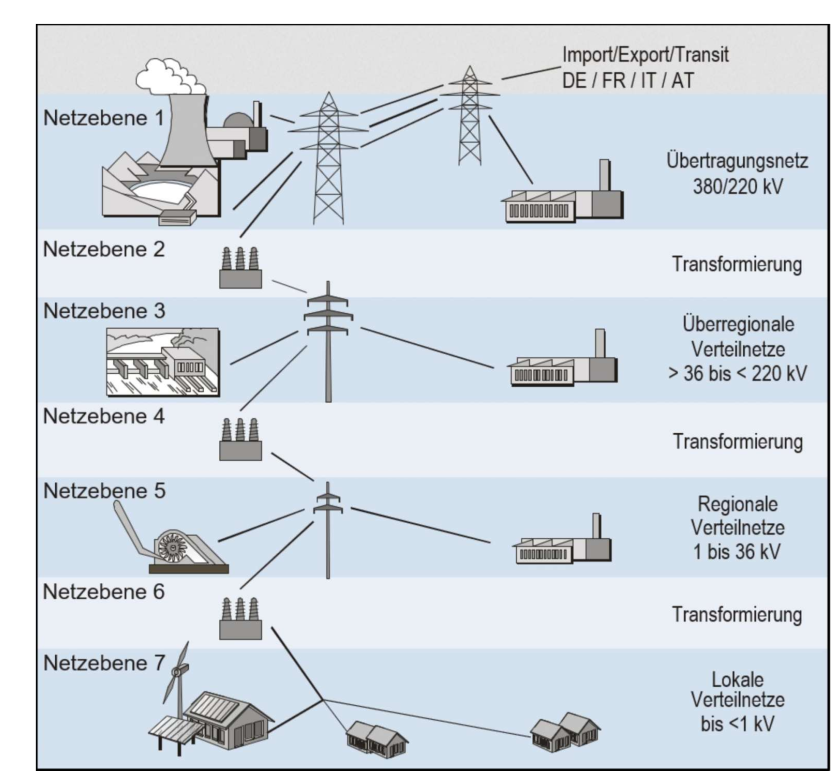 Import/Export/Transit
DE / FR / IT / AT
Netzebene 1
Übertragungsnetz
380/220 kV
Netzebene 2
Transformierung
Netzebene 3
Überregionale
Verteilnetze
> 36 bis < 220 kV
Netzebene 4
Transformierung
Netzebene 5
Regionale
Verteilnetze
1 bis 36 kV
Netzebene 6
Transformierung
Netzebene 7
Lokale
Verteilnetze
bis <1 kV